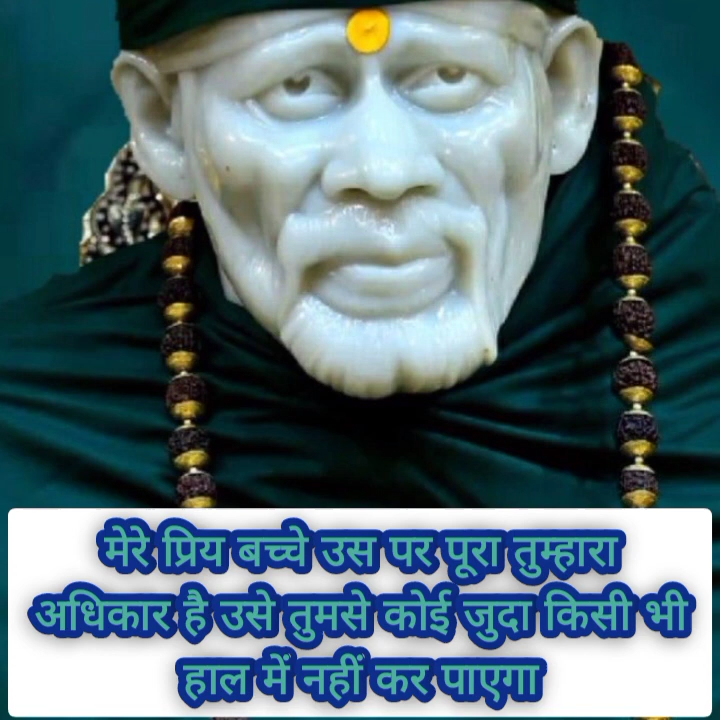 मेरे प्रिय बच्चे उस पर पूरा तुम्हारा
अधिकार है उसे तुमसे कोई जुदा किसी भी
हाल में नहीं कर पाएगा